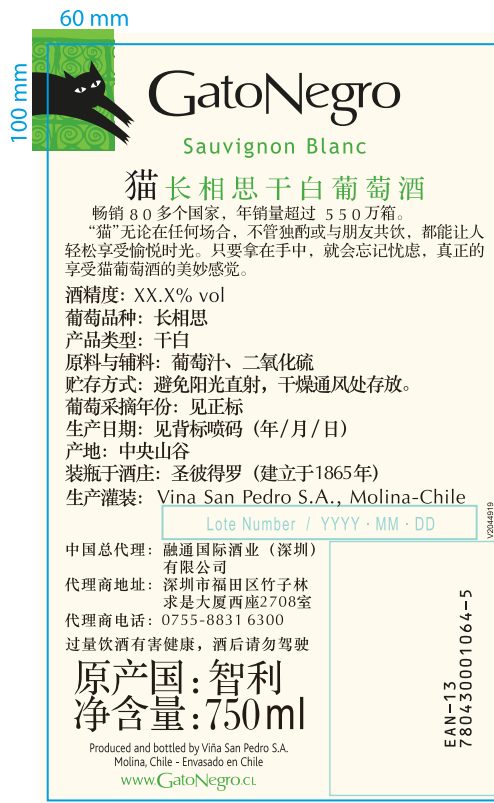 60 mm
100 mm
GatoNegro
Sauvignon Blanc
猫 长相思干白葡萄酒
畅销80多个国家，年销量超过 550万箱。
“猫”无论在任何场合，不管独酌或与朋友共饮，都能让人
轻松享受愉悦时光。只要拿在手中，就会忘记忧虑，真正的
享受猫葡萄酒的美妙感觉。
酒精度：XX.X% vol
葡萄品种：长相思
产品类型：干白
原料与辅料：葡萄汁、二氧化硫
贮存方式：避免阳光直射，干燥通风处存放。
葡萄采摘年份：见正标
生产日期：见背标喷码（年/月/日）
产地：中央山谷
装瓶于酒庄：圣彼得罗（建立于1865年）
生产灌装：Vina San Pedro S.A., Molina-Chile
Lote Number / YYYY · MM · DD
V2044919
中国总代理：融通国际酒业（深圳）
有限公司
代理商地址：深圳市福田区竹子林
求是大厦西座2708室
代理商电话：0755-8831 6300
过量饮酒有害健康，酒后请勿驾驶
原产国：智利
净含量：750ml
EAN-13
7804300001064-5
Produced and bottled by Viña San Pedro S.A.
Molina, Chile - Envasado en Chile
www.GatoNegro.cl